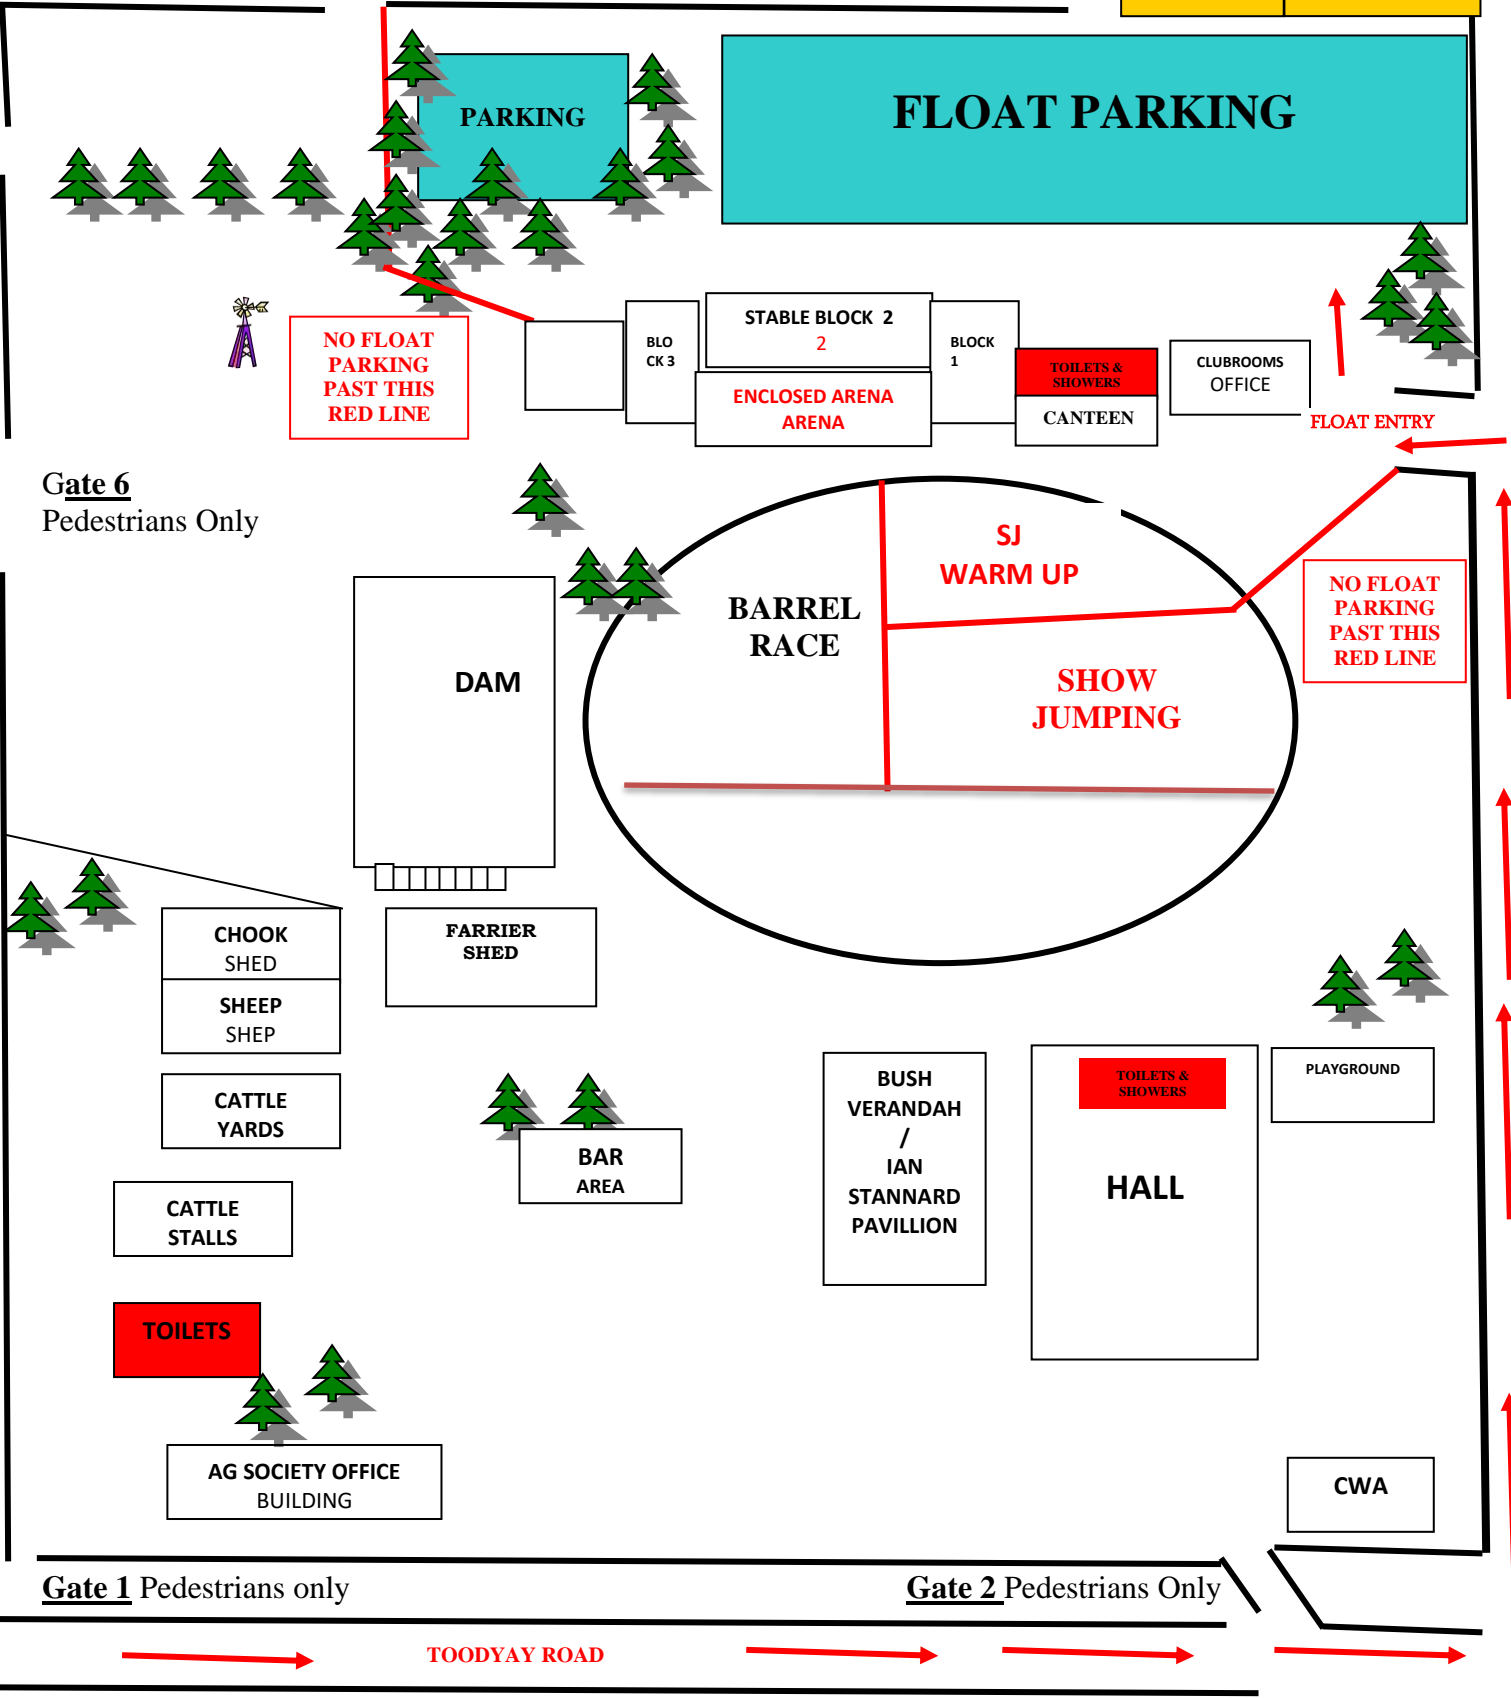 PARKING
FLOAT PARKING
NO FLOAT
PARKING
PAST THIS
RED LINE
BLO
CK 3
STABLE BLOCK 2
2
ENCLOSED ARENA
ARENA
BLOCK
1
TOILETS &
SHOWERS
CANTEEN
CLUBROOMS
OFFICE
FLOAT ENTRY
Gate 6
Pedestrians Only
SJ
WARM UP
BARREL
RACE
SHOW
JUMPING
NO FLOAT
PARKING
PAST THIS
RED LINE
DAM
CHOOK
SHED
SHEEP
SHEP
FARRIER
SHED
CATTLE
YARDS
CATTLE
STALLS
BAR
AREA
BUSH
VERANDAH
/
IAN
STANNARD
PAVILLION
TOILETS &
SHOWERS
HALL
PLAYGROUND
TOILETS
AG SOCIETY OFFICE
BUILDING
CWA
Gate 1 Pedestrians only
Gate 2 Pedestrians Only
TOODYAY ROAD